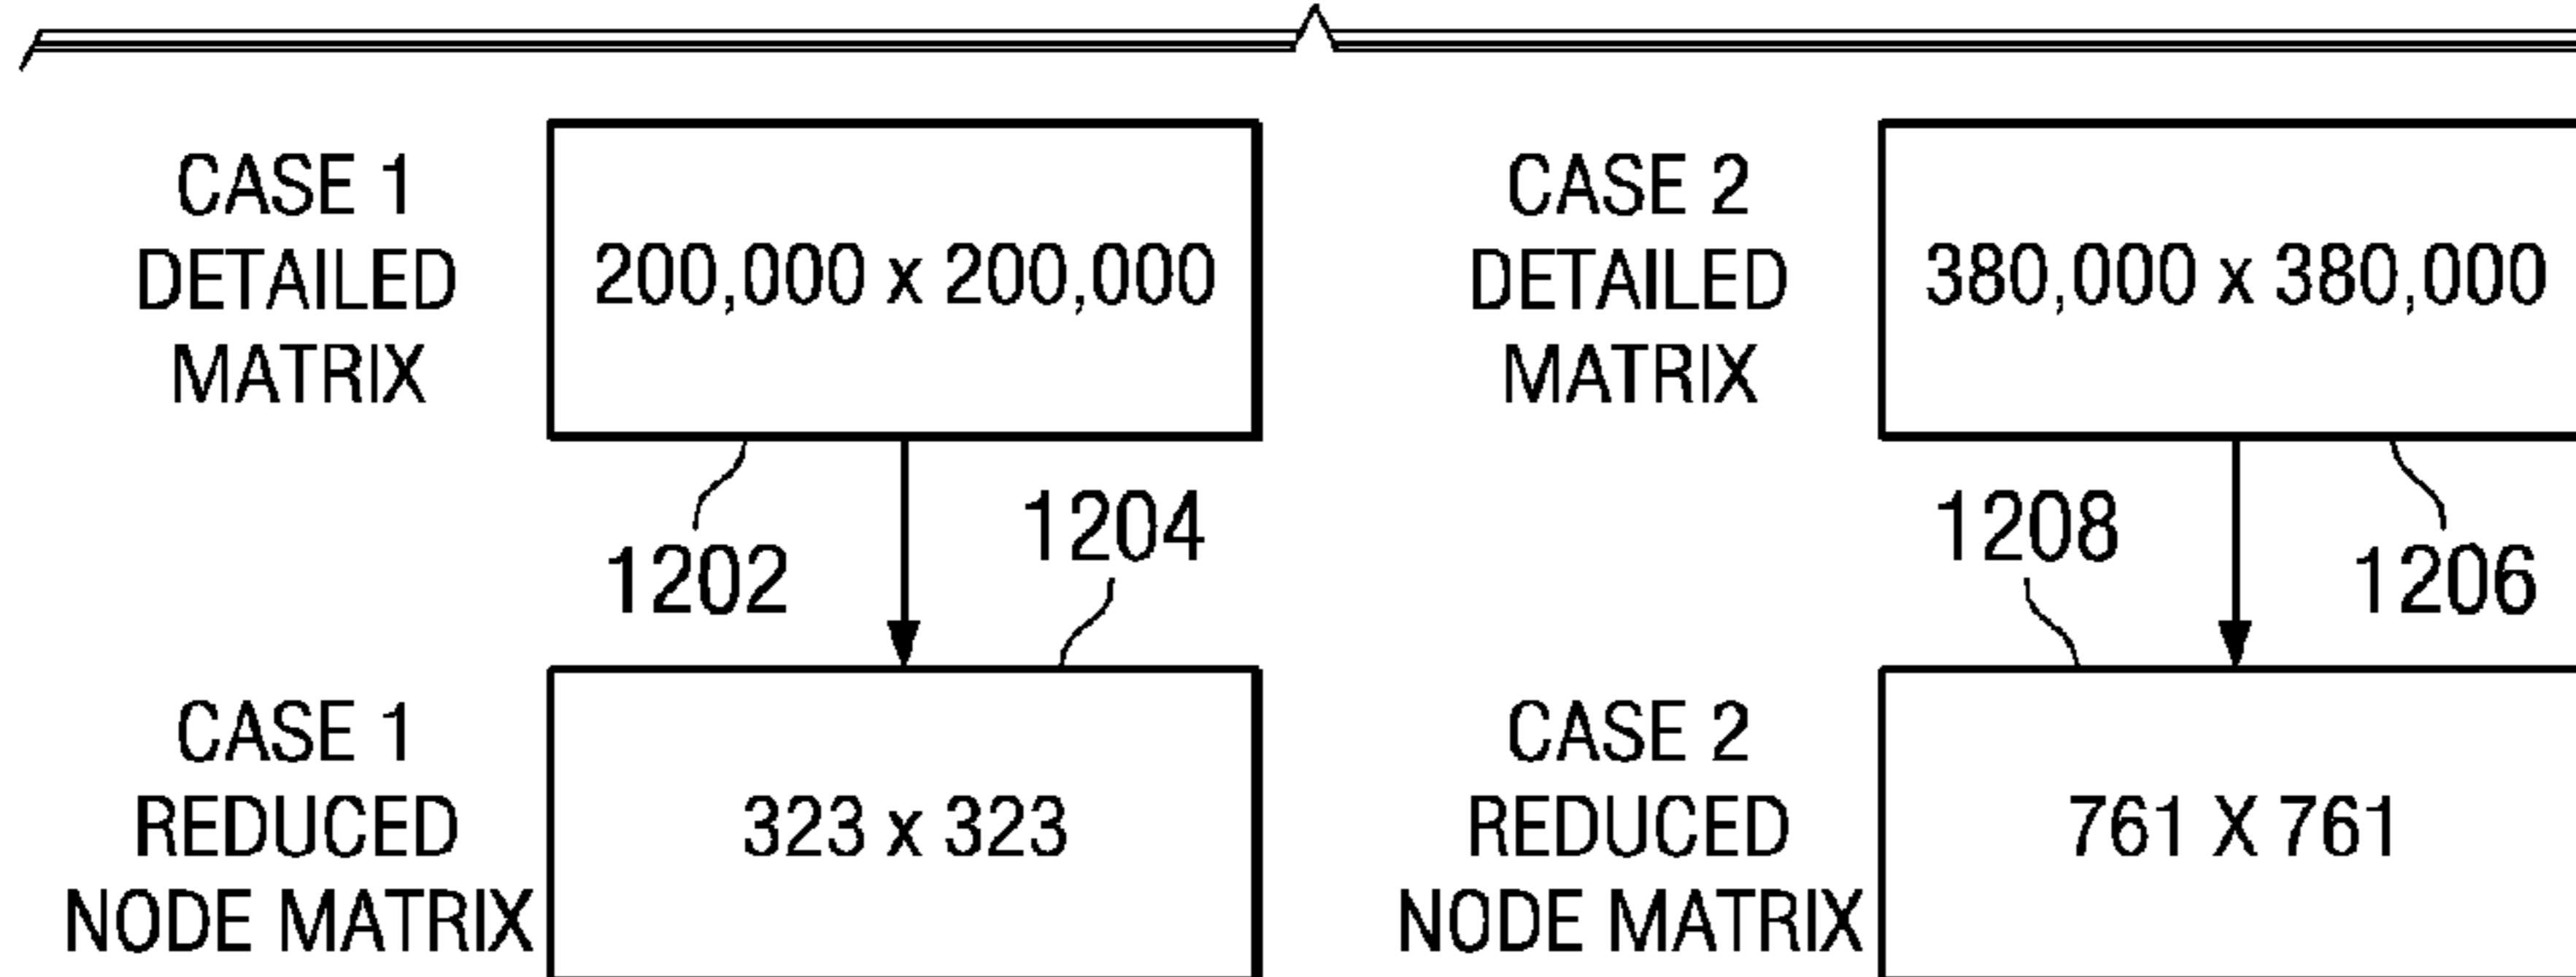 CASE 1
DETAILED
MATRIX
200,000 x 200,000
1202
1204
CASE 1
REDUCED
NODE MATRIX
323 x 323
CASE 2
DETAILED
MATRIX
380,000 x 380,000
1208
1206
CASE 2
REDUCED
NODE MATRIX
761 X 761